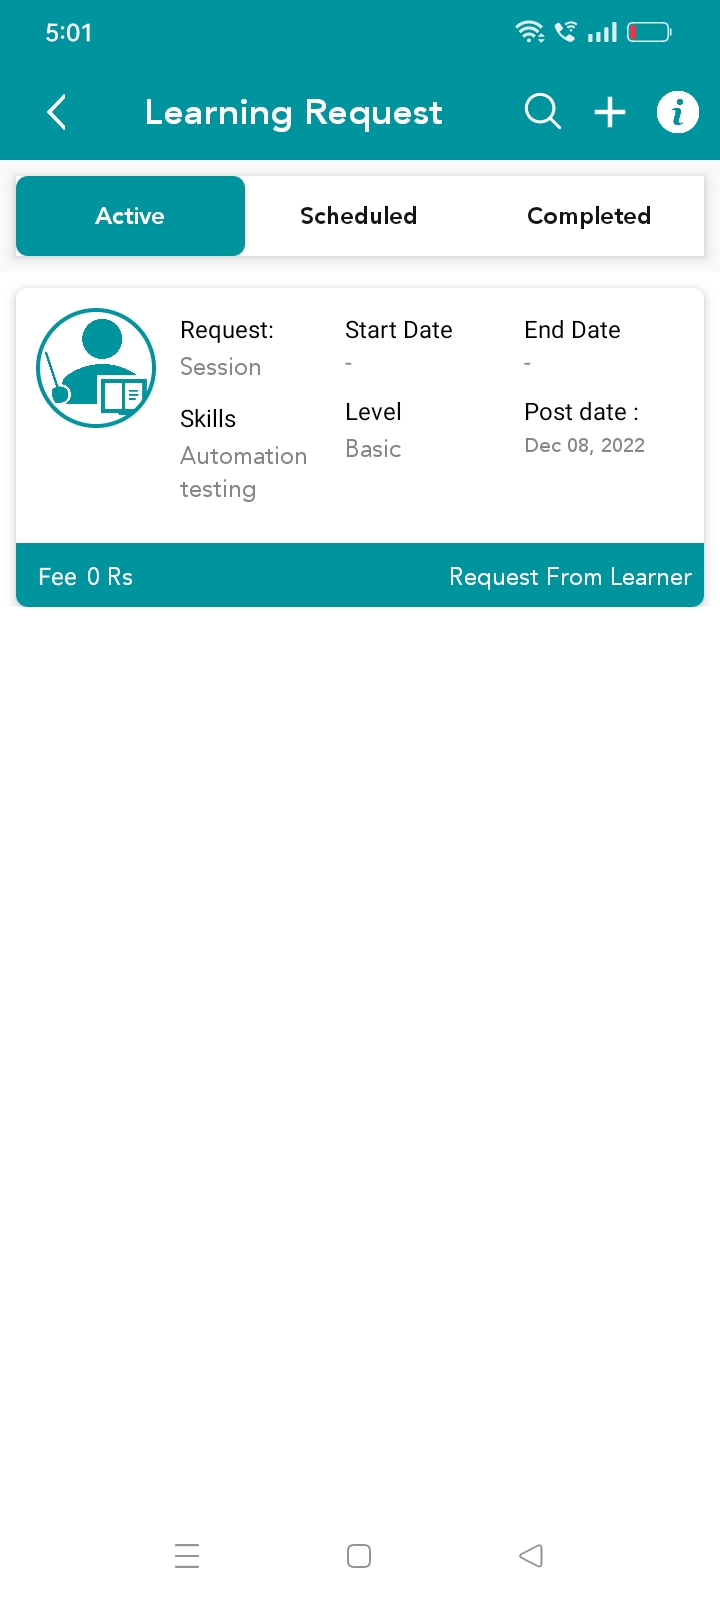 5:01
Learning Request
Active Scheduled Completed
Request: Start Date End Date
Session - -
Skills Level Post date :
Automation testing Basic Dec 08, 2022
Fee 0 Rs Request From Learner